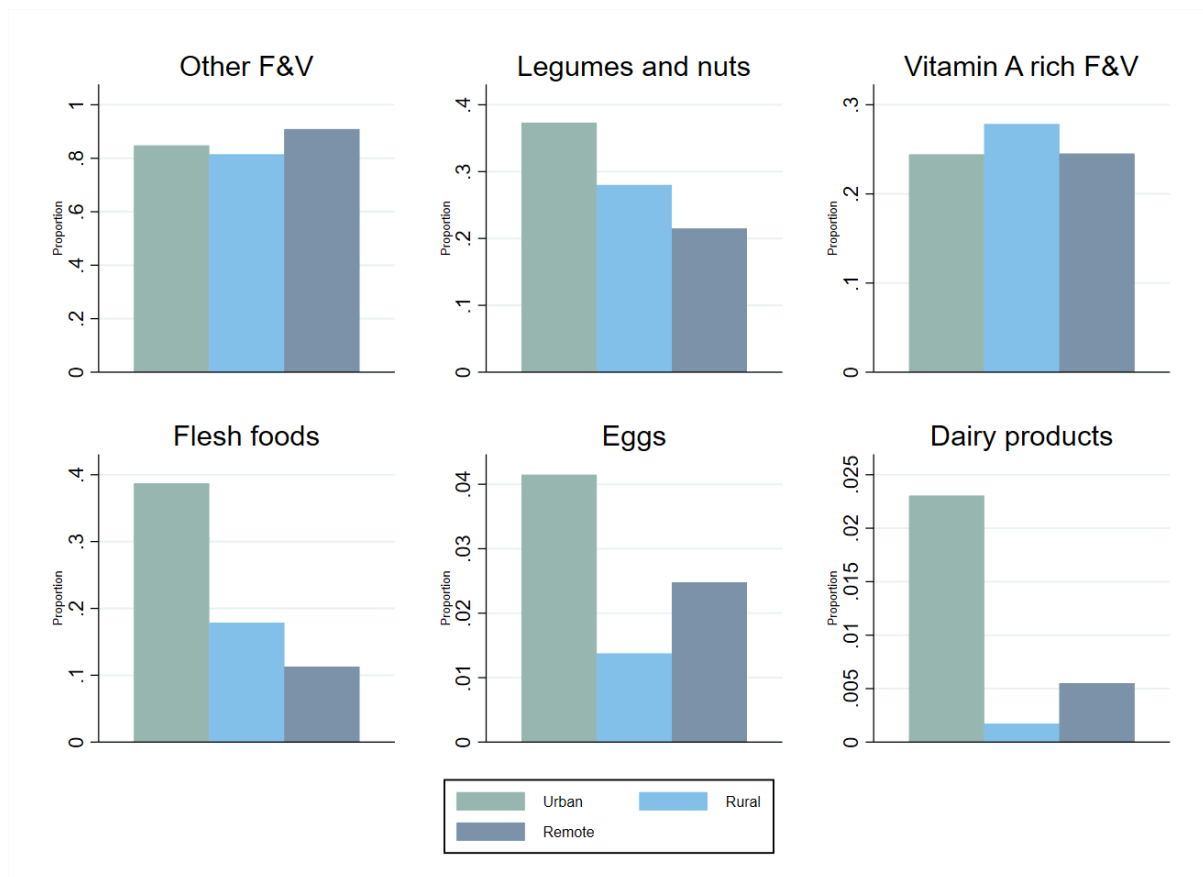 Other F&V
Proportion
0 .2 .4 .6 .8 1
Legumes and nuts
Proportion
0 .1 .2 .3 .4
Vitamin A rich F&V
Proportion
0 .1 .2 .3
Flesh foods
Proportion
0 .1 .2 .3 .4
Eggs
Proportion
0 .01 .02 .03 .04
Dairy products
Proportion
0 .005 .01 .015 .02 .025
Urban Rural
Remote